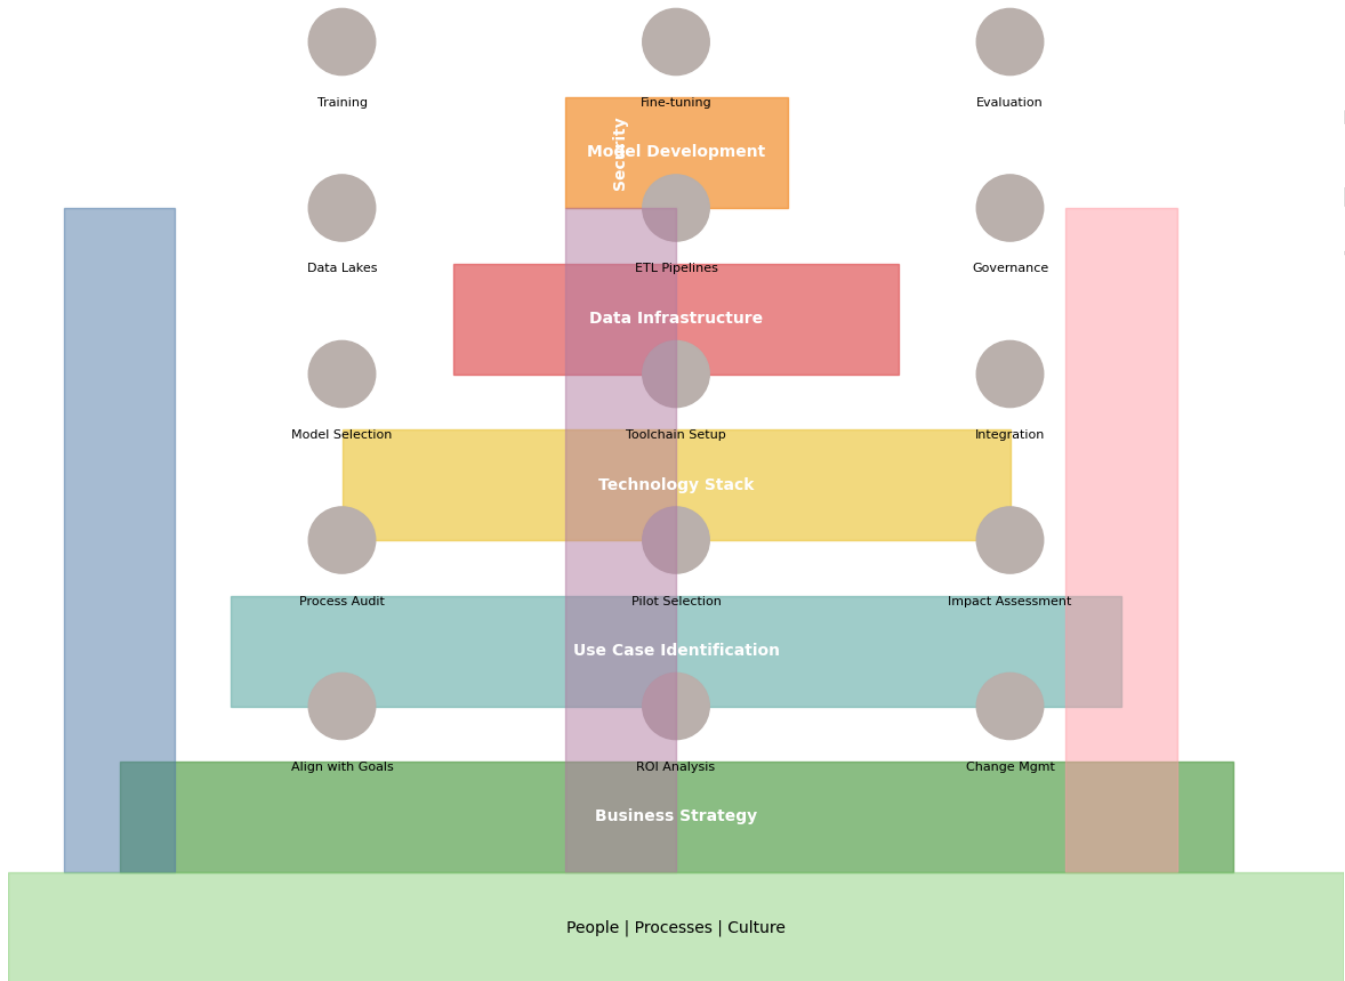 Training
Fine-tuning
Evaluation
Security
Model Development
Data Lakes
ETL Pipelines
Governance
Data Infrastructure
Model Selection
Toolchain Setup
Integration
Technology Stack
Process Audit
Pilot Selection
Impact Assessment
Use Case Identification
Align with Goals
ROI Analysis
Change Mgmt
Business Strategy
People | Processes | Culture